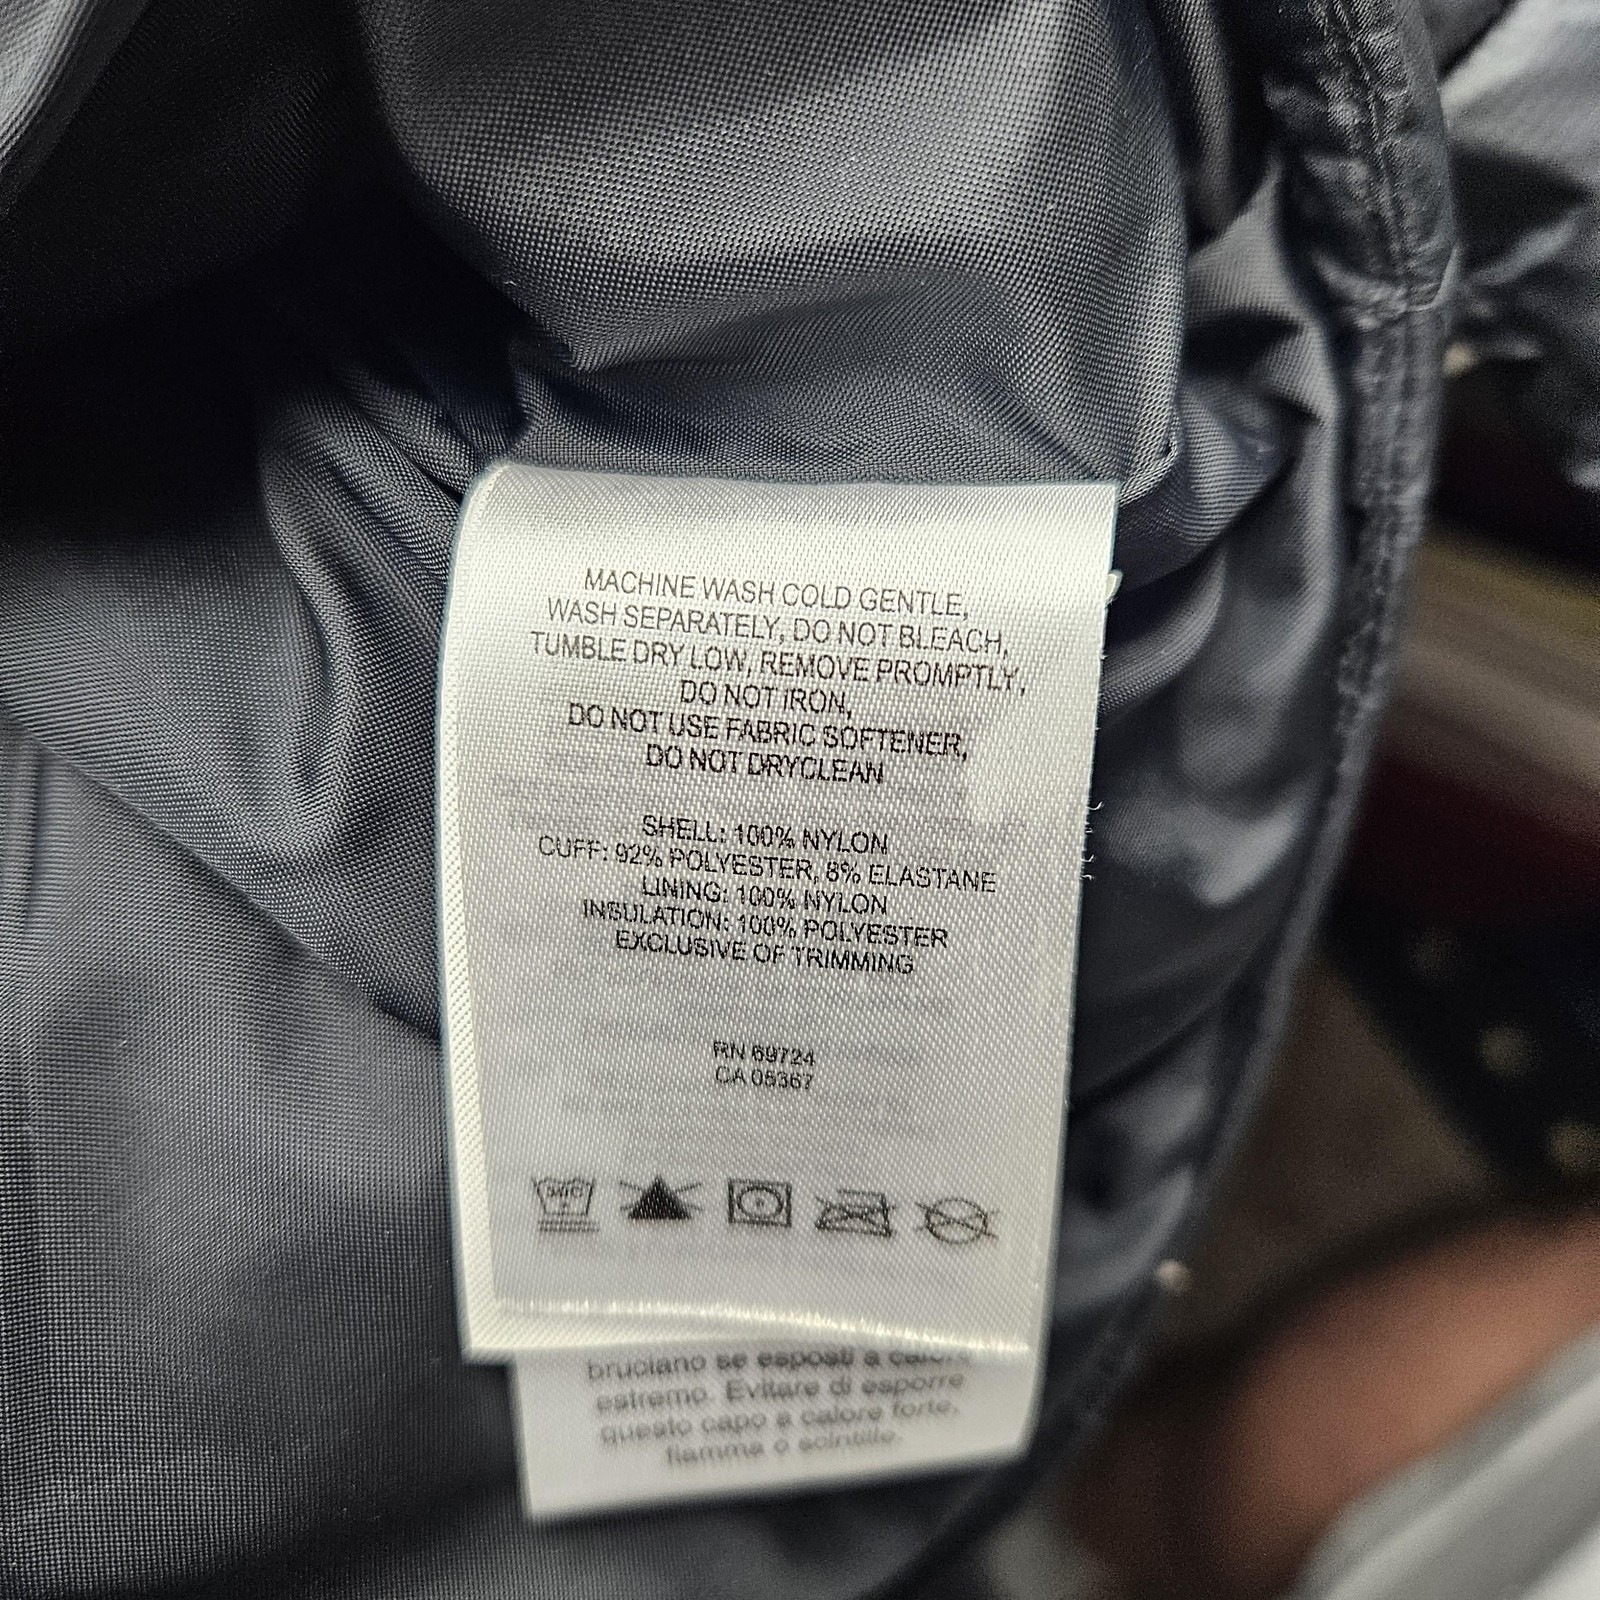 MACHINE WASH COLD GENTLE,
WASH SEPARATELY, DO NOT BLEACH,
TUMBLE DRY LOW, REMOVE PROMPTLY,
DO NOT IRON,
DO NOT USE FABRIC SOFTENER,
DO NOT DRYCLEAN
SHELL: 100% NYLON
CUFF: 92% POLYESTER, 8% ELASTANE
LINING: 100% NYLON
INSULATION: 100% POLYESTER
EXCLUSIVE OF TRIMMING
RN 69724
CA 05367
bruciano se esposti a calore
estremo. Evitare di esporre
questo capo a calore forte,
fiamma o scintille.